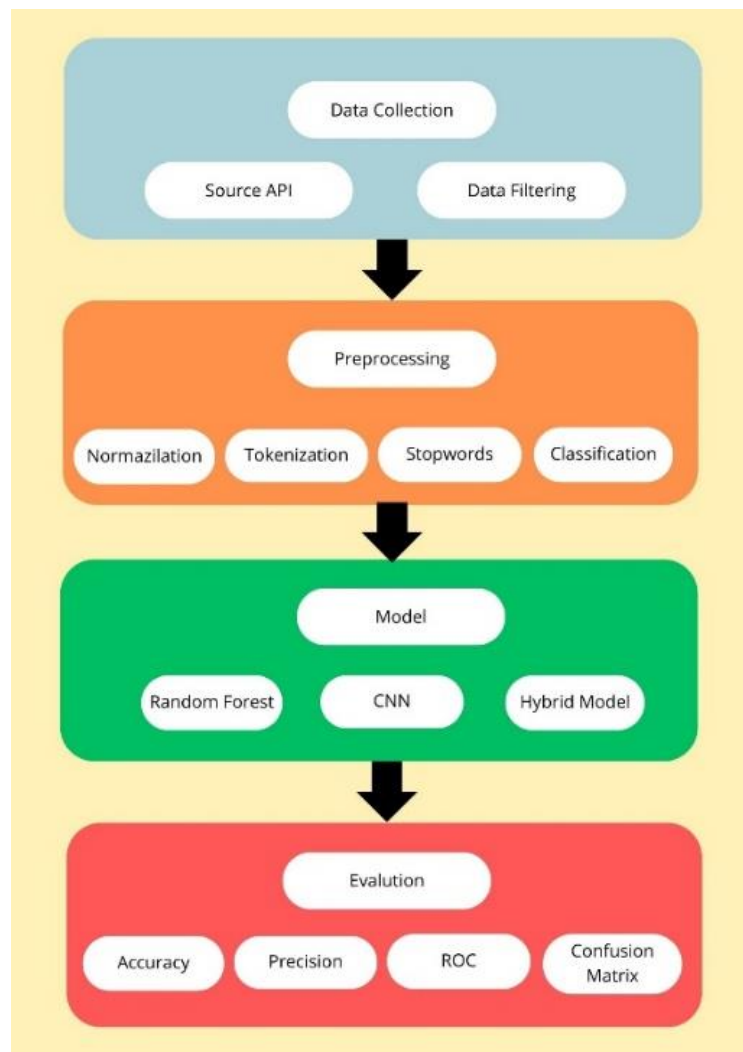 Data Collection
Source API
Data Filtering
Preprocessing
Normazilation
Tokenization
Stopwords
Classification
Model
Random Forest
CNN
Hybrid Model
Evalution
Accuracy
Precision
ROC
Confusion
Matrix